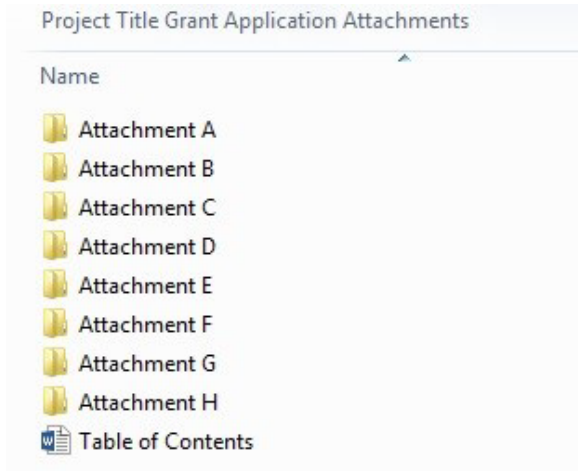 Project Title Grant Application Attachments
Name
Attachment A
Attachment B
Attachment C
Attachment D
Attachment E
Attachment F
Attachment G
Attachment H
Table of Contents